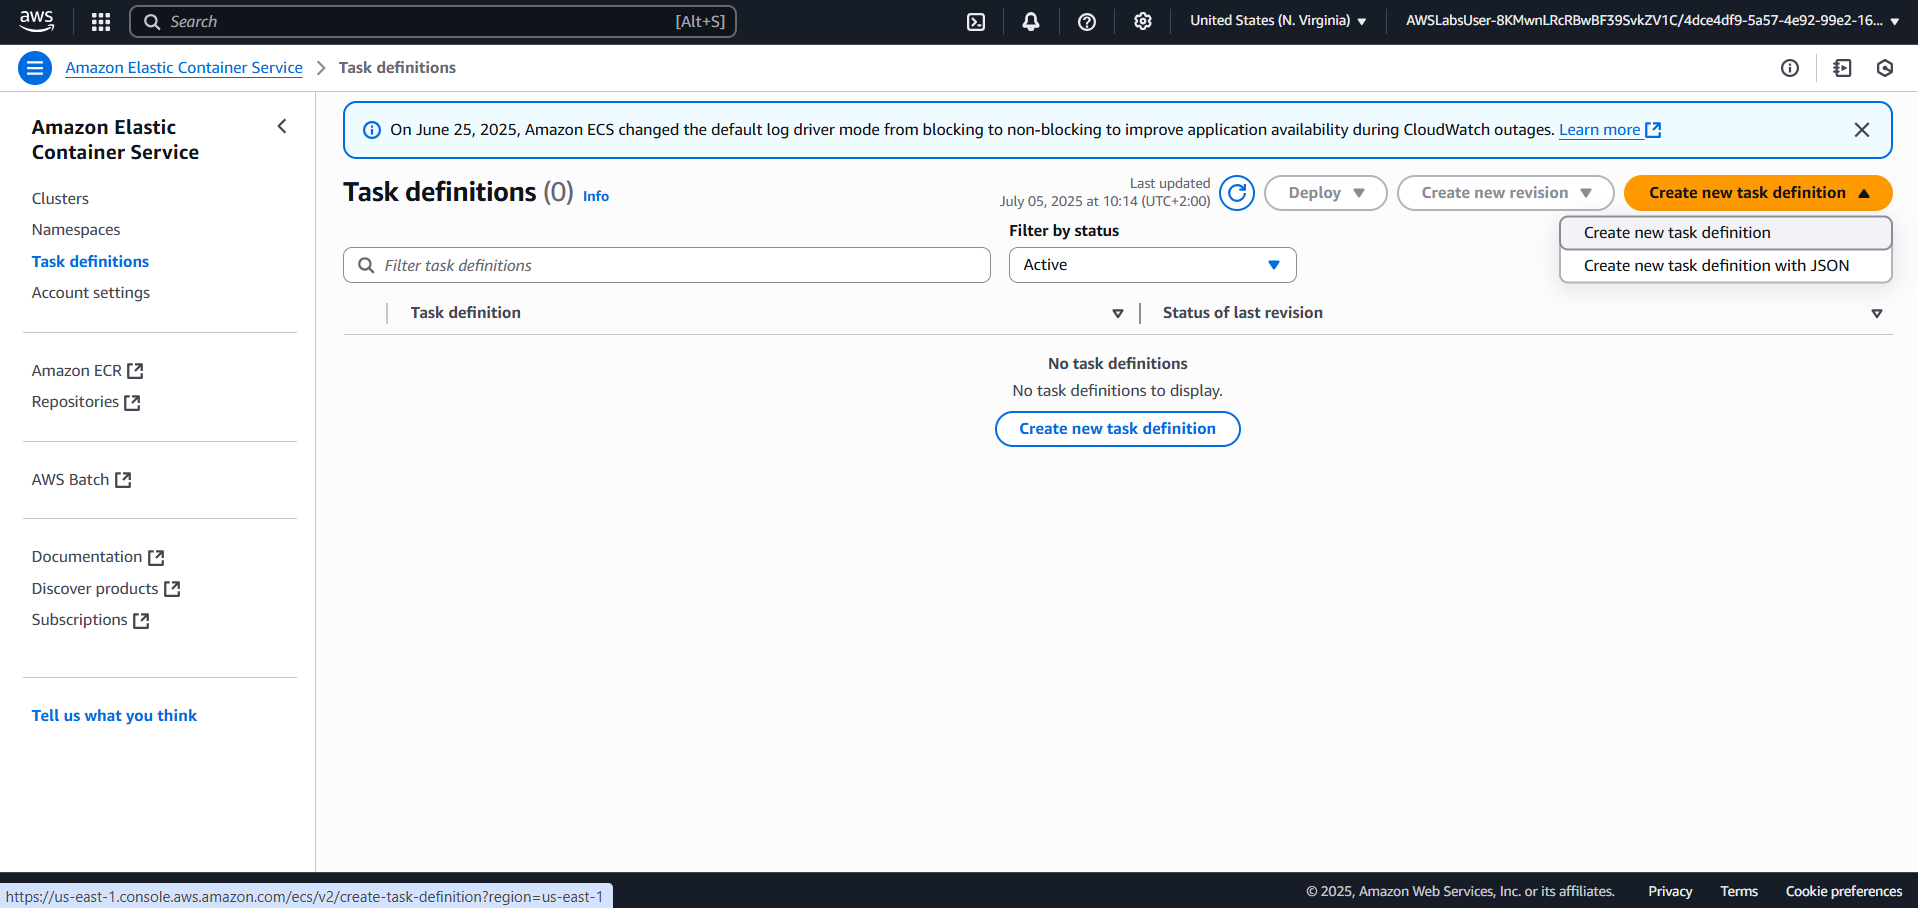 aws
Search
[Alt+S]
United States (N. Virginia)
AWSLabsUser-8KMwnLRcRBwBF39SvkZV1C/4dce4df9-5a57-4e92-99e2-16...
Amazon Elastic Container Service
Task definitions
Amazon Elastic
Container Service
Clusters
Namespaces
Task definitions
Account settings
Amazon ECR
Repositories
AWS Batch
Documentation
Discover products
Subscriptions
Tell us what you think
On June 25, 2025, Amazon ECS changed the default log driver mode from blocking to non-blocking to improve application availability during CloudWatch outages. Learn more
Task definitions (0) Info
Last updated
July 05, 2025 at 10:14 (UTC+2:00)
Deploy
Create new revision
Create new task definition
Create new task definition
Create new task definition with JSON
Filter by status
Filter task definitions
Active
Task definition
Status of last revision
No task definitions
No task definitions to display.
Create new task definition
https://us-east-1.console.aws.amazon.com/ecs/v2/create-task-definition?region=us-east-1
© 2025, Amazon Web Services, Inc. or its affiliates.
Privacy
Terms
Cookie preferences